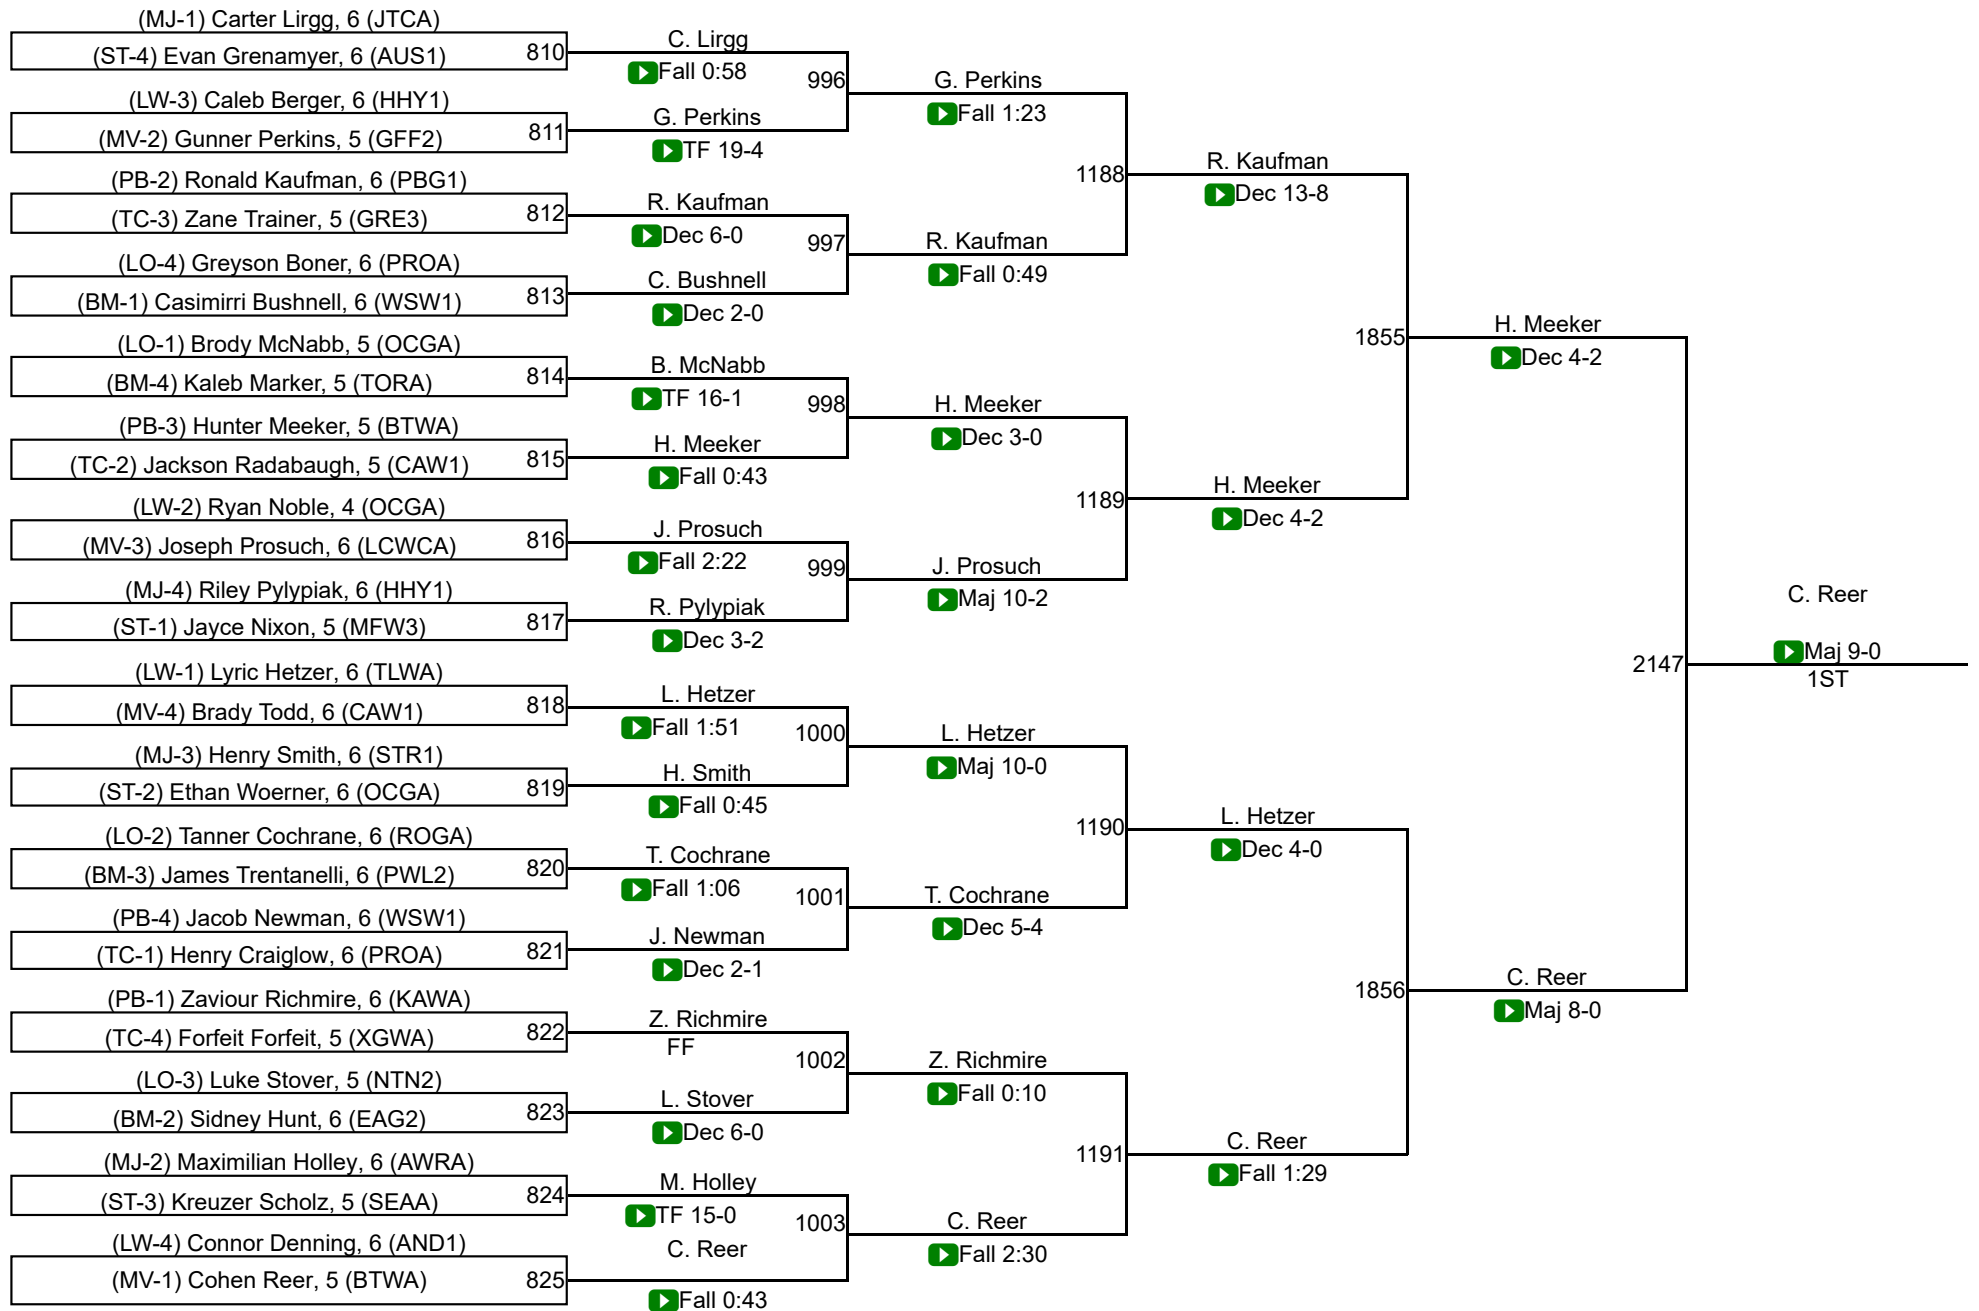 (MJ-1) Carter Lirgg, 6 (JTCA)
(ST-4) Evan Grenamyer, 6 (AUS1)
810
(LW-3) Caleb Berger, 6 (HHY1)
(MV-2) Gunner Perkins, 5 (GFF2)
811
(PB-2) Ronald Kaufman, 6 (PBG1)
(TC-3) Zane Trainer, 5 (GRE3)
812
(LO-4) Greyson Boner, 6 (PROA)
(BM-1) Casimirri Bushnell, 6 (WSW1)
813
(LO-1) Brody McNabb, 5 (OCGA)
(BM-4) Kaleb Marker, 5 (TORA)
814
(PB-3) Hunter Meeker, 5 (BTWA)
(TC-2) Jackson Radabaugh, 5 (CAW1)
815
(LW-2) Ryan Noble, 4 (OCGA)
(MV-3) Joseph Prosuch, 6 (LCWCA)
816
(MJ-4) Riley Pylypiak, 6 (HHY1)
(ST-1) Jayce Nixon, 5 (MFW3)
817
(LW-1) Lyric Hetzer, 6 (TLWA)
(MV-4) Brady Todd, 6 (CAW1)
818
(MJ-3) Henry Smith, 6 (STR1)
(ST-2) Ethan Woerner, 6 (OCGA)
819
(LO-2) Tanner Cochrane, 6 (ROGA)
(BM-3) James Trentanelli, 6 (PWL2)
820
(PB-4) Jacob Newman, 6 (WSW1)
(TC-1) Henry Craiglow, 6 (PROA)
821
(PB-1) Zaviour Richmire, 6 (KAWA)
(TC-4) Forfeit Forfeit, 5 (XGWA)
822
(LO-3) Luke Stover, 5 (NTN2)
(BM-2) Sidney Hunt, 6 (EAG2)
823
(MJ-2) Maximilian Holley, 6 (AWRA)
(ST-3) Kreuzer Scholz, 5 (SEAA)
824
(LW-4) Connor Denning, 6 (AND1)
(MV-1) Cohen Reer, 5 (BTWA)
825
C. Lirgg
Fall 0:58
996
G. Perkins
TF 19-4
R. Kaufman
Dec 6-0
997
C. Bushnell
Dec 2-0
B. McNabb
TF 16-1
998
H. Meeker
Fall 0:43
J. Prosuch
Fall 2:22
999
R. Pylypiak
Dec 3-2
L. Hetzer
Fall 1:51
1000
H. Smith
Fall 0:45
T. Cochrane
Fall 1:06
1001
J. Newman
Dec 2-1
Z. Richmire
FF
1002
L. Stover
Dec 6-0
M. Holley
TF 15-0
1003
C. Reer
Fall 0:43
G. Perkins
Fall 1:23
1188
R. Kaufman
Fall 0:49
H. Meeker
Dec 3-0
1189
J. Prosuch
Maj 10-2
L. Hetzer
Maj 10-0
1190
T. Cochrane
Dec 5-4
Z. Richmire
Fall 0:10
1191
C. Reer
Fall 2:30
R. Kaufman
Dec 13-8
1855
H. Meeker
Dec 4-2
L. Hetzer
Dec 4-0
1856
C. Reer
Fall 1:29
H. Meeker
Dec 4-2
2147
C. Reer
Maj 8-0
C. Reer
Maj 9-0
1ST